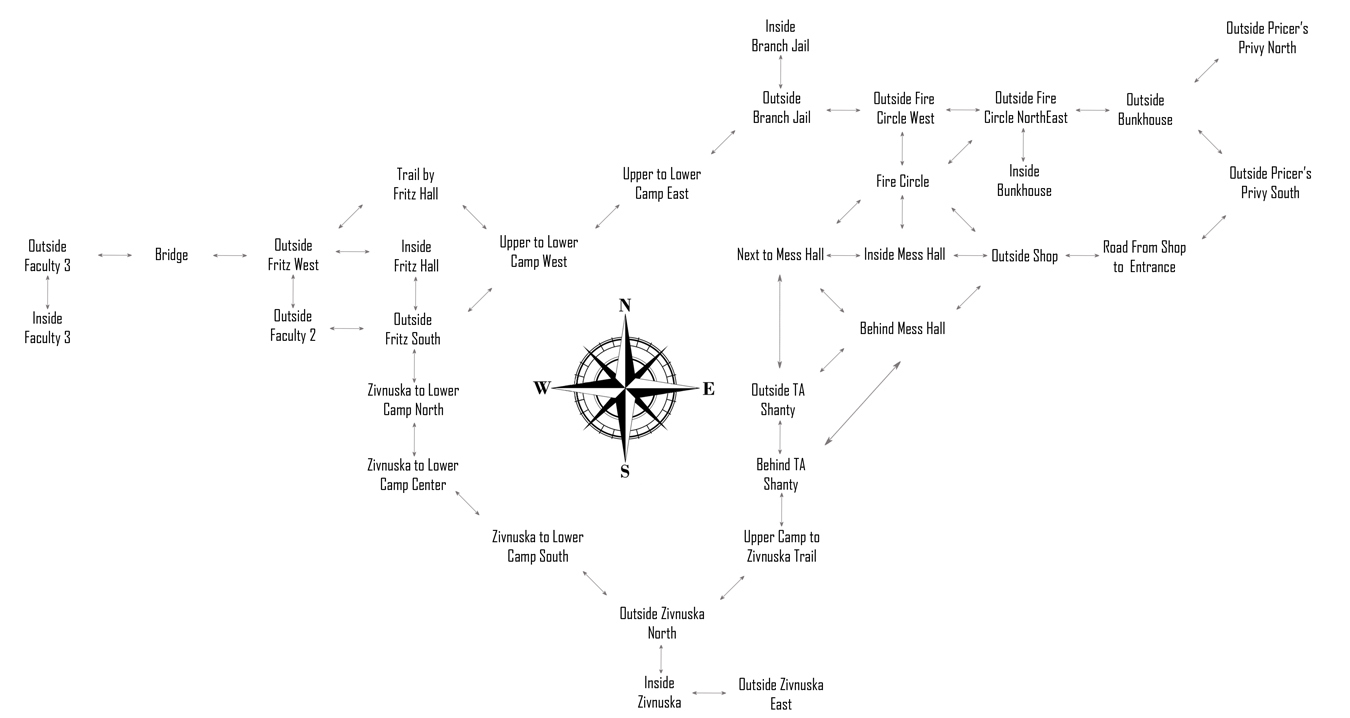 Inside
Branch Jail
Outside Pricer's
Privy North
Outside
Branch Jail
Outside Fire
Circle West
Outside Fire
Circle NorthEast
Outside
Bunkhouse
Trail by
Fritz Hall
Upper to Lower
Camp East
Fire Circle
Inside
Bunkhouse
Outside Pricer's
Privy South
Outside
Faculty 3
Bridge
Outside
Fritz West
Inside
Fritz Hall
Upper to Lower
Camp West
Next to Mess Hall
Inside Mess Hall
Outside Shop
Road From Shop
to Entrance
Inside
Faculty 3
Outside
Faculty 2
Outside
Fritz South
N
Behind Mess Hall
Zivnuska to Lower
Camp North
W
E
Outside TA
Shanty
Zivnuska to Lower
Camp Center
S
Behind TA
Shanty
Zivnuska to Lower
Camp South
Upper Camp to
Zivnuska Trail
Outside Zivnuska
North
Inside
Zivnuska
Outside Zivnuska
East